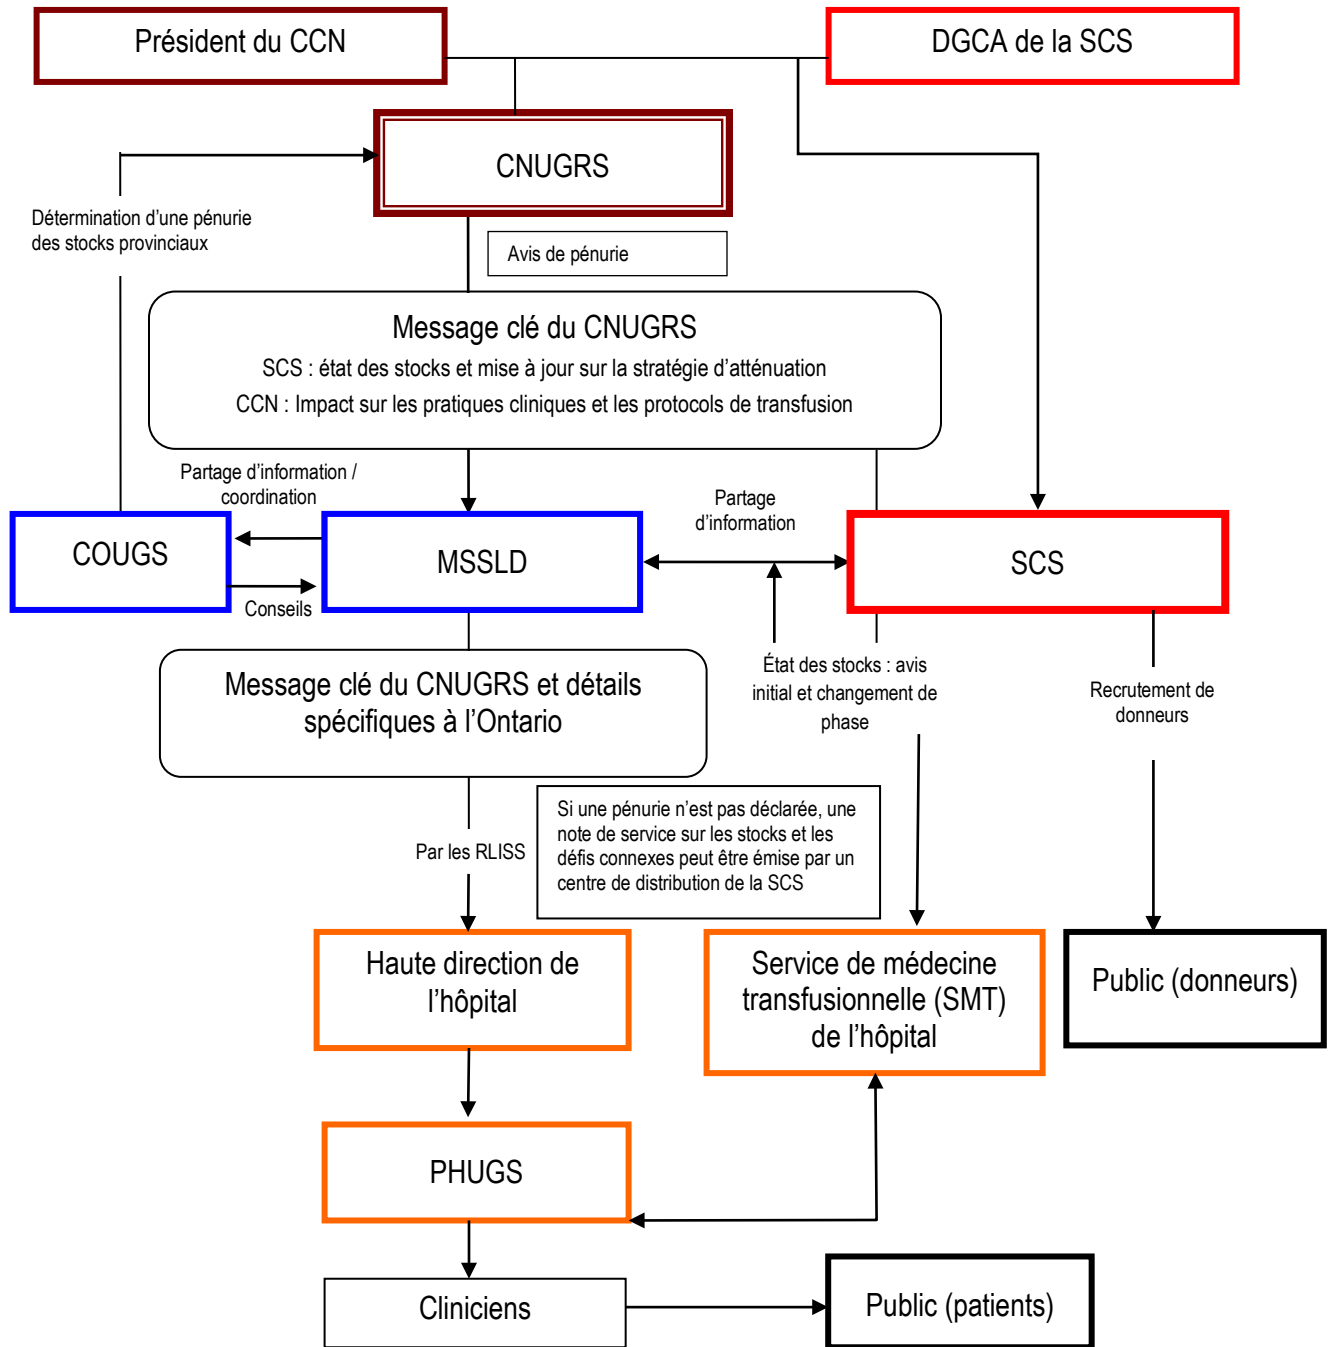 Président du CCN
DGCA de la SCS
CNUGRS
Détermination d'une pénurie
des stocks provinciaux
Avis de pénurie
Message clé du CNUGRS
SCS : état des stocks et mise à jour sur la stratégie d'atténuation
CCN : Impact sur les pratiques cliniques et les protocols de transfusion
Partage d'information /
coordination
Partage
d'information
COUGS
MSSLD
SCS
Conseils
Message clé du CNUGRS et détails
spécifiques à l'Ontario
État des stocks : avis
initial et changement de
phase
Recrutement de
donneurs
Par les RLISS
Si une pénurie n'est pas déclarée, une
note de service sur les stocks et les
défis connexes peut être émise par un
centre de distribution de la SCS
Haute direction de
l'hôpital
Service de médecine
transfusionnelle (SMT)
de l'hôpital
Public (donneurs)
PHUGS
Cliniciens
Public (patients)